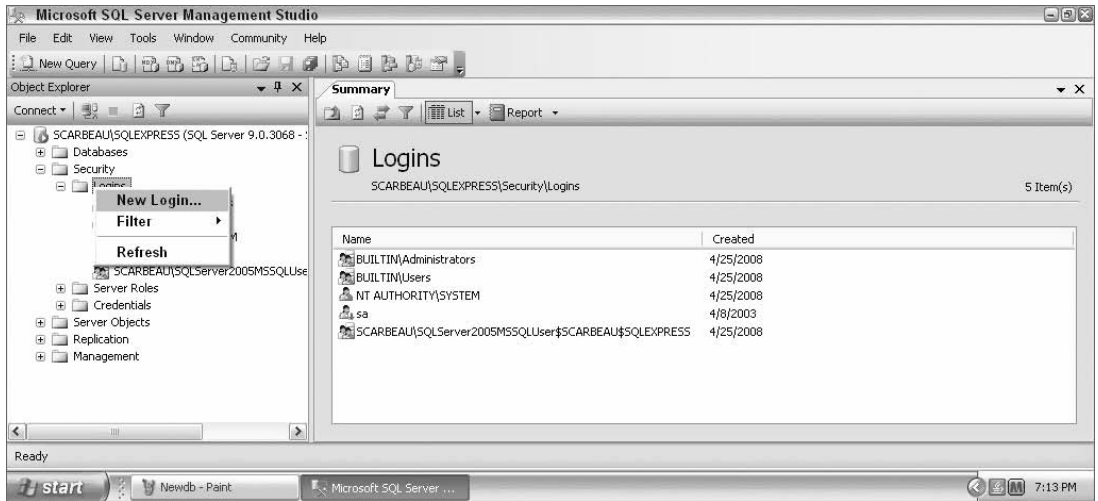 Microsoft SQL Server Management Studio
File Edit View Tools Window Community Help
New Query
Object Explorer
Connect
SCARBEAU\SQLEXPRESS (SQL Server 9.0.3068 -
Databases
Security
Logins
New Login...
Filter
Refresh
SCARBEAU\SQLServer2005MSSQLUse
Server Roles
Credentials
Server Objects
Replication
Management
Summary
List Report
Logins
SCARBEAU\SQLEXPRESS\Security\Logins 5 Item(s)
Name Created
BUILTIN\Administrators 4/25/2008
BUILTIN\Users 4/25/2008
NT AUTHORITY\SYSTEM 4/25/2008
sa 4/8/2003
SCARBEAU\SQLServer2005MSSQLUser$SCARBEAU$SQLEXPRESS 4/25/2008
Ready
start Newdb - Paint Microsoft SQL Server ... 7:13 PM